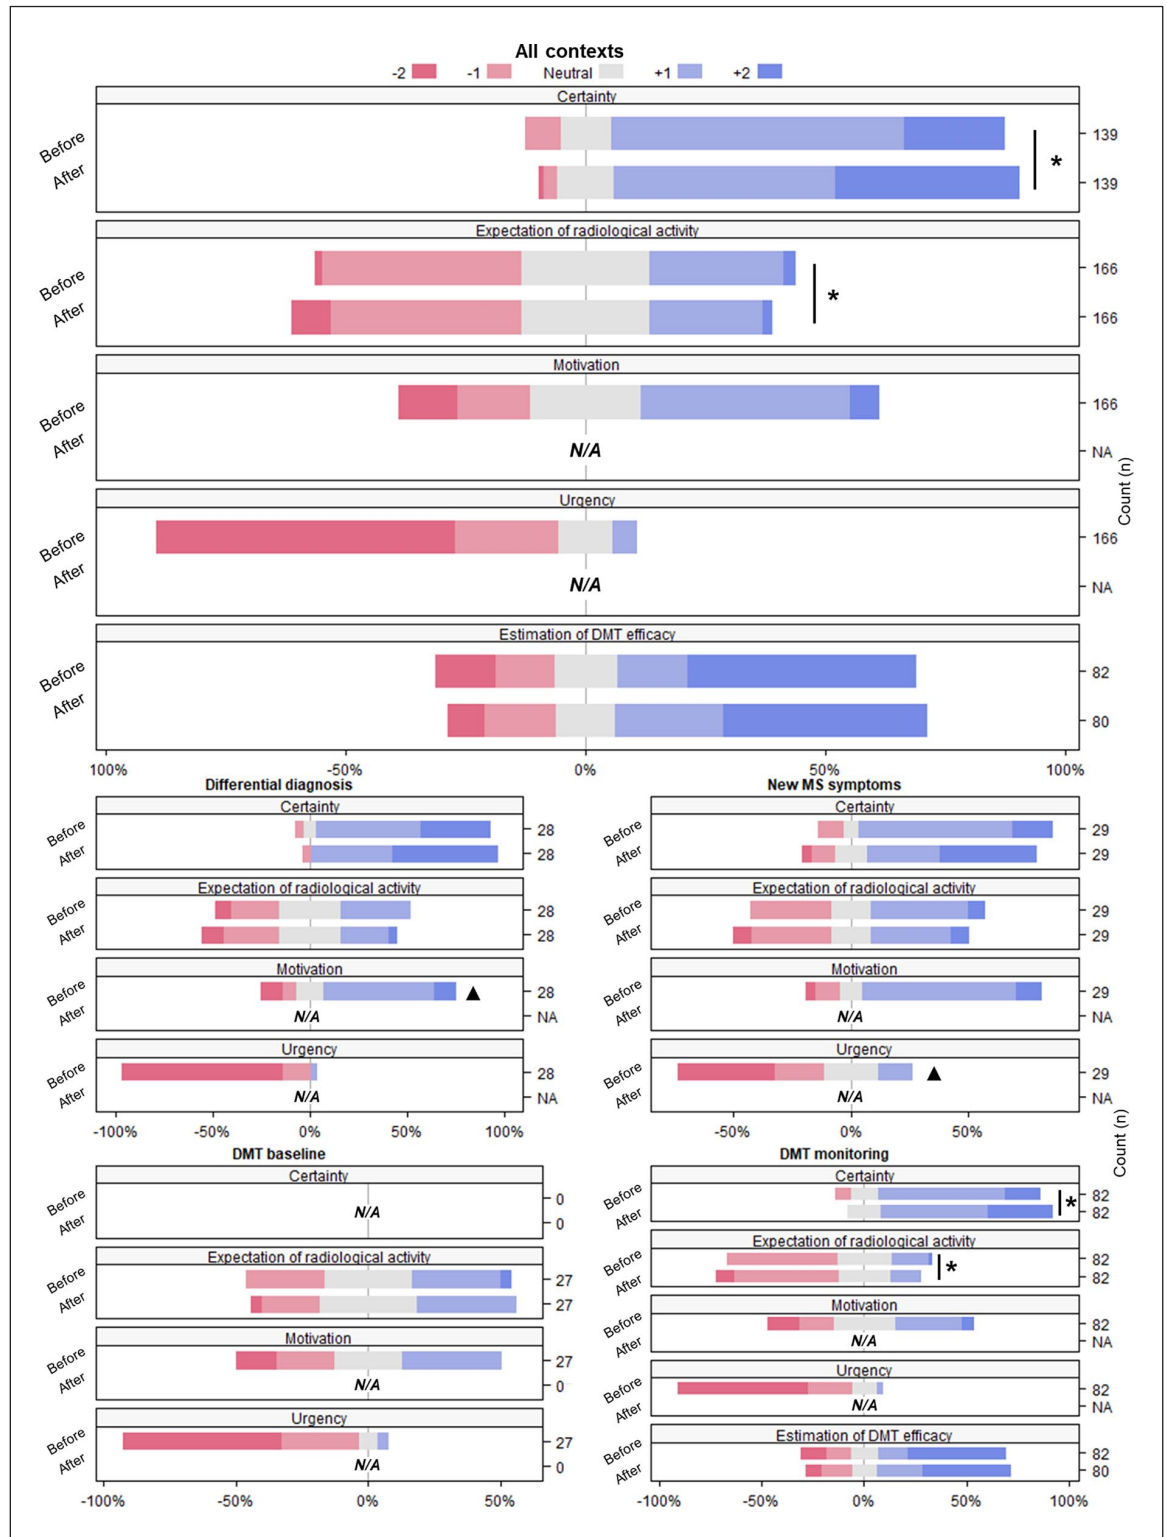 All contexts
-2 -1 Neutral +1 +2
Certainty
Before 139
After 139
*
Expectation of radiological activity
Before 166
After 166
*
Motivation
Before 166
After N/A NA
Count (n)
Urgency
Before 166
After N/A NA
Estimation of DMT efficacy
Before 82
After 80
100% -50% 0% 50% 100%
Differential diagnosis
Certainty
Before 28
After 28
Expectation of radiological activity
Before 28
After 28
Motivation
Before ▲ 28
After N/A NA
Urgency
Before 28
After N/A NA
-100% -50% 0% 50% 100%
New MS symptoms
Certainty
Before 29
After 29
Expectation of radiological activity
Before 29
After 29
Motivation
Before 29
After N/A NA
Urgency
Before ▲ 29
After N/A NA
-50% 0% 50%
Count (n)
DMT baseline
Certainty
Before 0
N/A
After 0
Expectation of radiological activity
Before 27
After 27
Motivation
Before 27
After N/A 0
Urgency
Before 27
After N/A 0
-100% -50% 0% 50%
DMT monitoring
Certainty
Before 82
After 82
*
Expectation of radiological activity
Before 82
After 82
*
Motivation
Before 82
After N/A NA
Urgency
Before 82
After N/A NA
Estimation of DMT efficacy
Before 82
After 80
-100% -50% 0% 50% 100%